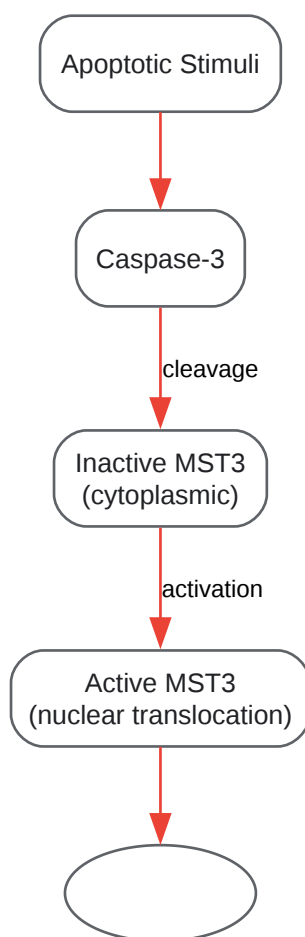 Apoptotic Stimuli
Caspase-3
cleavage
Inactive MST3
(cytoplasmic)
activation
Active MST3
(nuclear translocation)